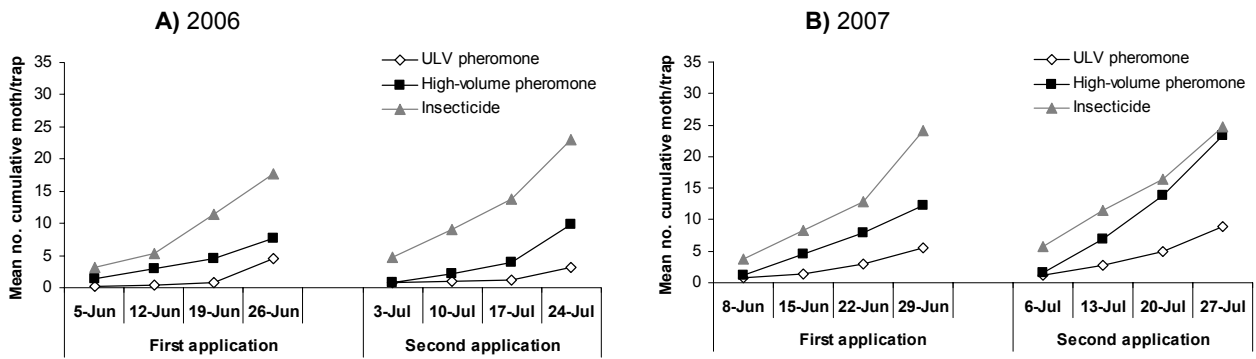 A) 2006
Mean no. cumulative moth/trap
35
30
25
20
15
10
5
0
ULV pheromone
High-volume pheromone
Insecticide
5-Jun 12-Jun 19-Jun 26-Jun 3-Jul 10-Jul 17-Jul 24-Jul
First application Second application
B) 2007
Mean no. cumulative moth/trap
35
30
25
20
15
10
5
0
ULV pheromone
High-volume pheromone
Insecticide
8-Jun 15-Jun 22-Jun 29-Jun 6-Jul 13-Jul 20-Jul 27-Jul
First application Second application